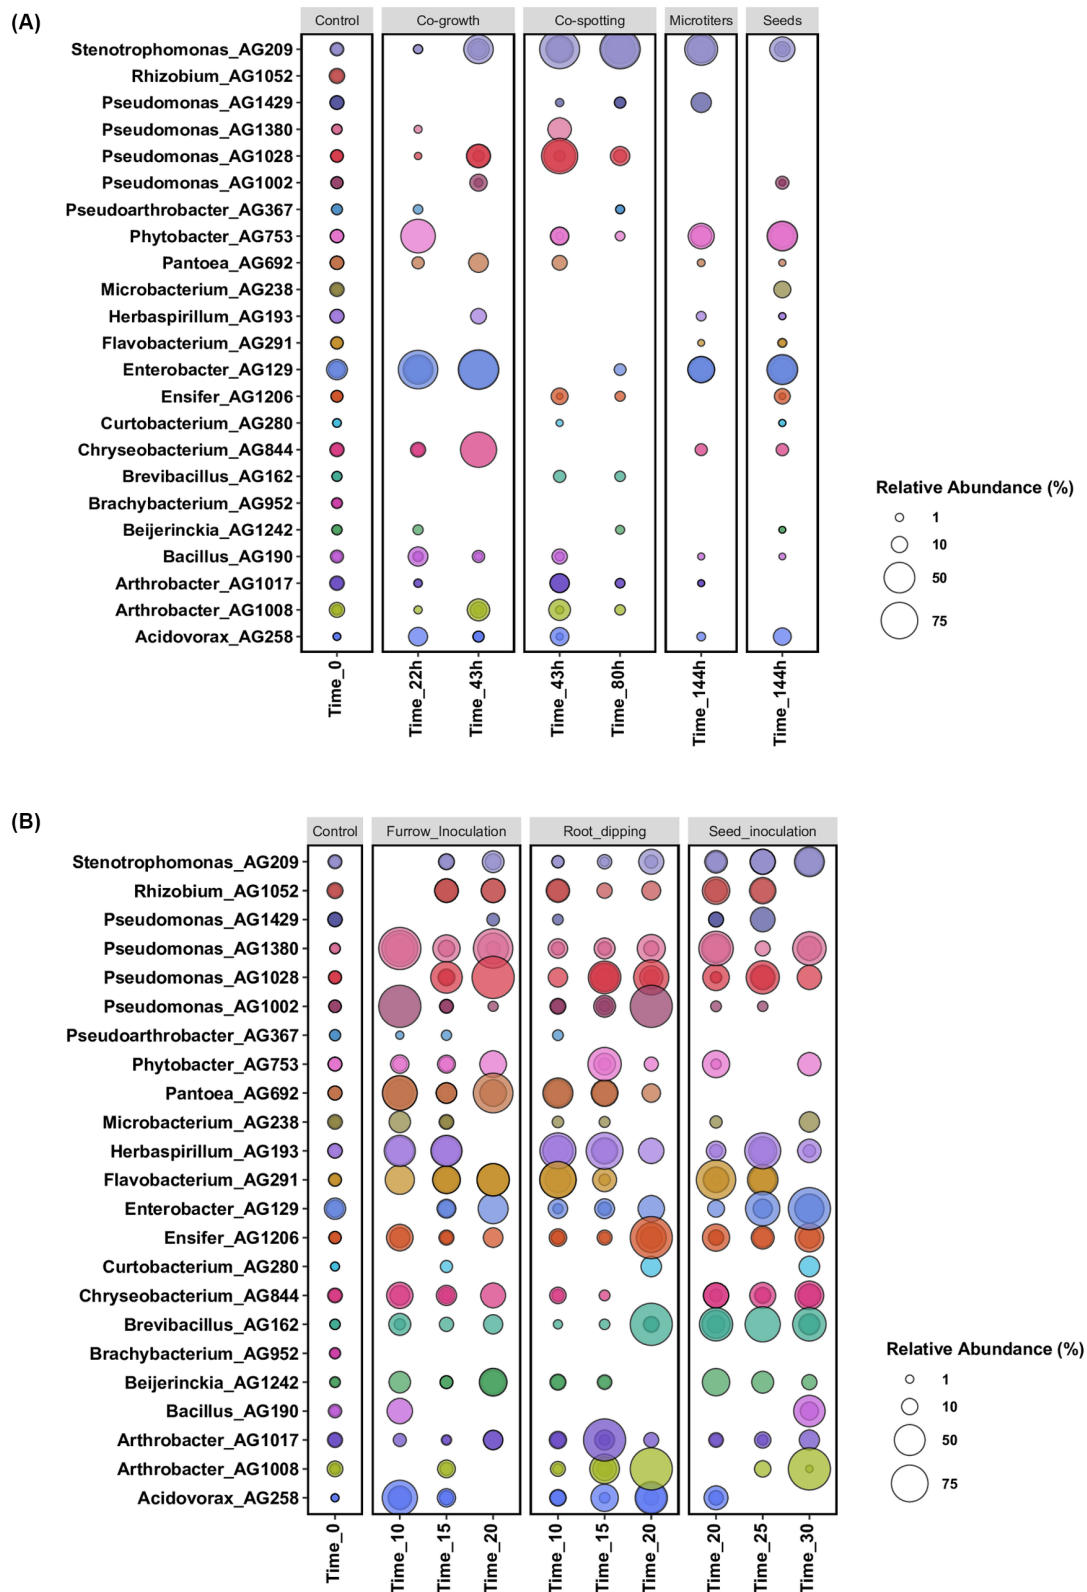 (A)
Control Co-growth Co-spotting Microtiters Seeds
Stenotrophomonas_AG209
Rhizobium_AG1052
Pseudomonas_AG1429
Pseudomonas_AG1380
Pseudomonas_AG1028
Pseudomonas_AG1002
Pseudoarthrobacter_AG367
Phytobacter_AG753
Pantoea_AG692
Microbacterium_AG238
Herbaspirillum_AG193
Flavobacterium_AG291
Enterobacter_AG129
Ensifer_AG1206
Curtobacterium_AG280
Chryseobacterium_AG844
Brevibacillus_AG162
Brachybacterium_AG952
Beijerinckia_AG1242
Bacillus_AG190
Arthrobacter_AG1017
Arthrobacter_AG1008
Acidovorax_AG258
Time_0 Time_22h Time_43h Time_43h Time_80h Time_144h Time_144h
Relative Abundance (%)
1
10
50
75
(B)
Control Furrow_Inoculation Root_dipping Seed_inoculation
Stenotrophomonas_AG209
Rhizobium_AG1052
Pseudomonas_AG1429
Pseudomonas_AG1380
Pseudomonas_AG1028
Pseudomonas_AG1002
Pseudoarthrobacter_AG367
Phytobacter_AG753
Pantoea_AG692
Microbacterium_AG238
Herbaspirillum_AG193
Flavobacterium_AG291
Enterobacter_AG129
Ensifer_AG1206
Curtobacterium_AG280
Chryseobacterium_AG844
Brevibacillus_AG162
Brachybacterium_AG952
Beijerinckia_AG1242
Bacillus_AG190
Arthrobacter_AG1017
Arthrobacter_AG1008
Acidovorax_AG258
Time_0 Time_10 Time_15 Time_20 Time_10 Time_15 Time_20 Time_20 Time_25 Time_30
Relative Abundance (%)
1
10
50
75